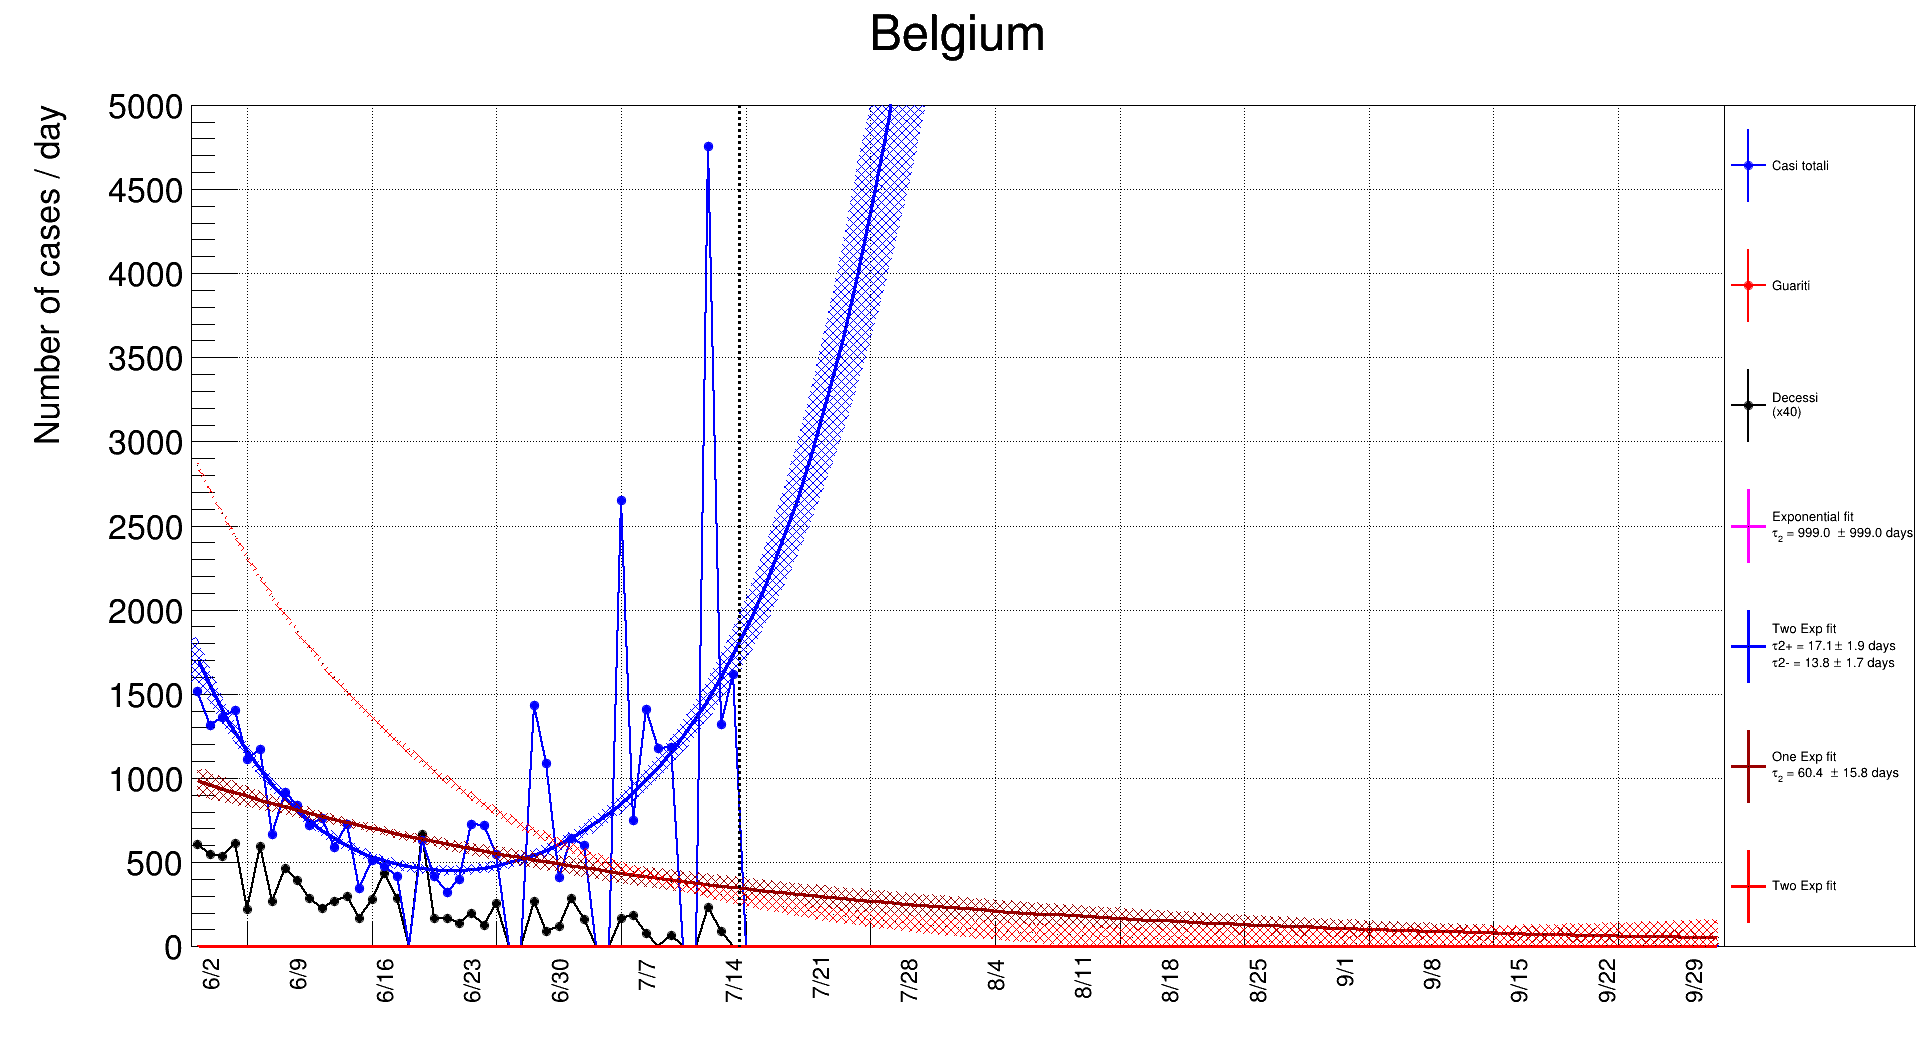 Belgium
Number of cases / day
5000
4500
4000
3500
3000
2500
2000
1500
1000
500
0
6/2
6/9
6/16
6/23
6/30
7/7
7/14
7/21
7/28
8/4
8/11
8/18
8/25
9/1
9/8
9/15
9/22
9/29
Casi totali
Guariti
Decessi
(x40)
Exponential fit
τ2 = 999.0 ± 999.0 days
Two Exp fit
τ2+ = 17.1± 1.9 days
τ2- = 13.8± 1.7 days
One Exp fit
τ2 = 60.4 ± 15.8 days
Two Exp fit